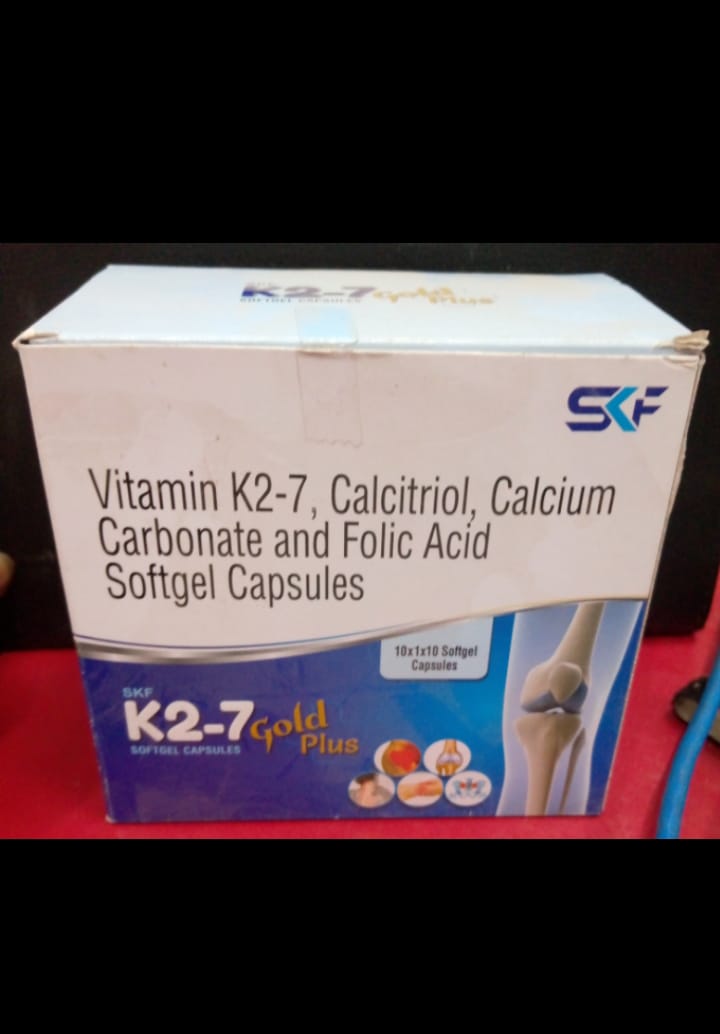 K2-7 Gold Plus
SOFTGEL CAPSULES
SKF
Vitamin K2-7, Calcitriol, Calcium
Carbonate and Folic Acid
Softgel Capsules
10x1x10 Softgel
Capsules
SKF
K2-7 Gold
Plus
SOFTGEL CAPSULES